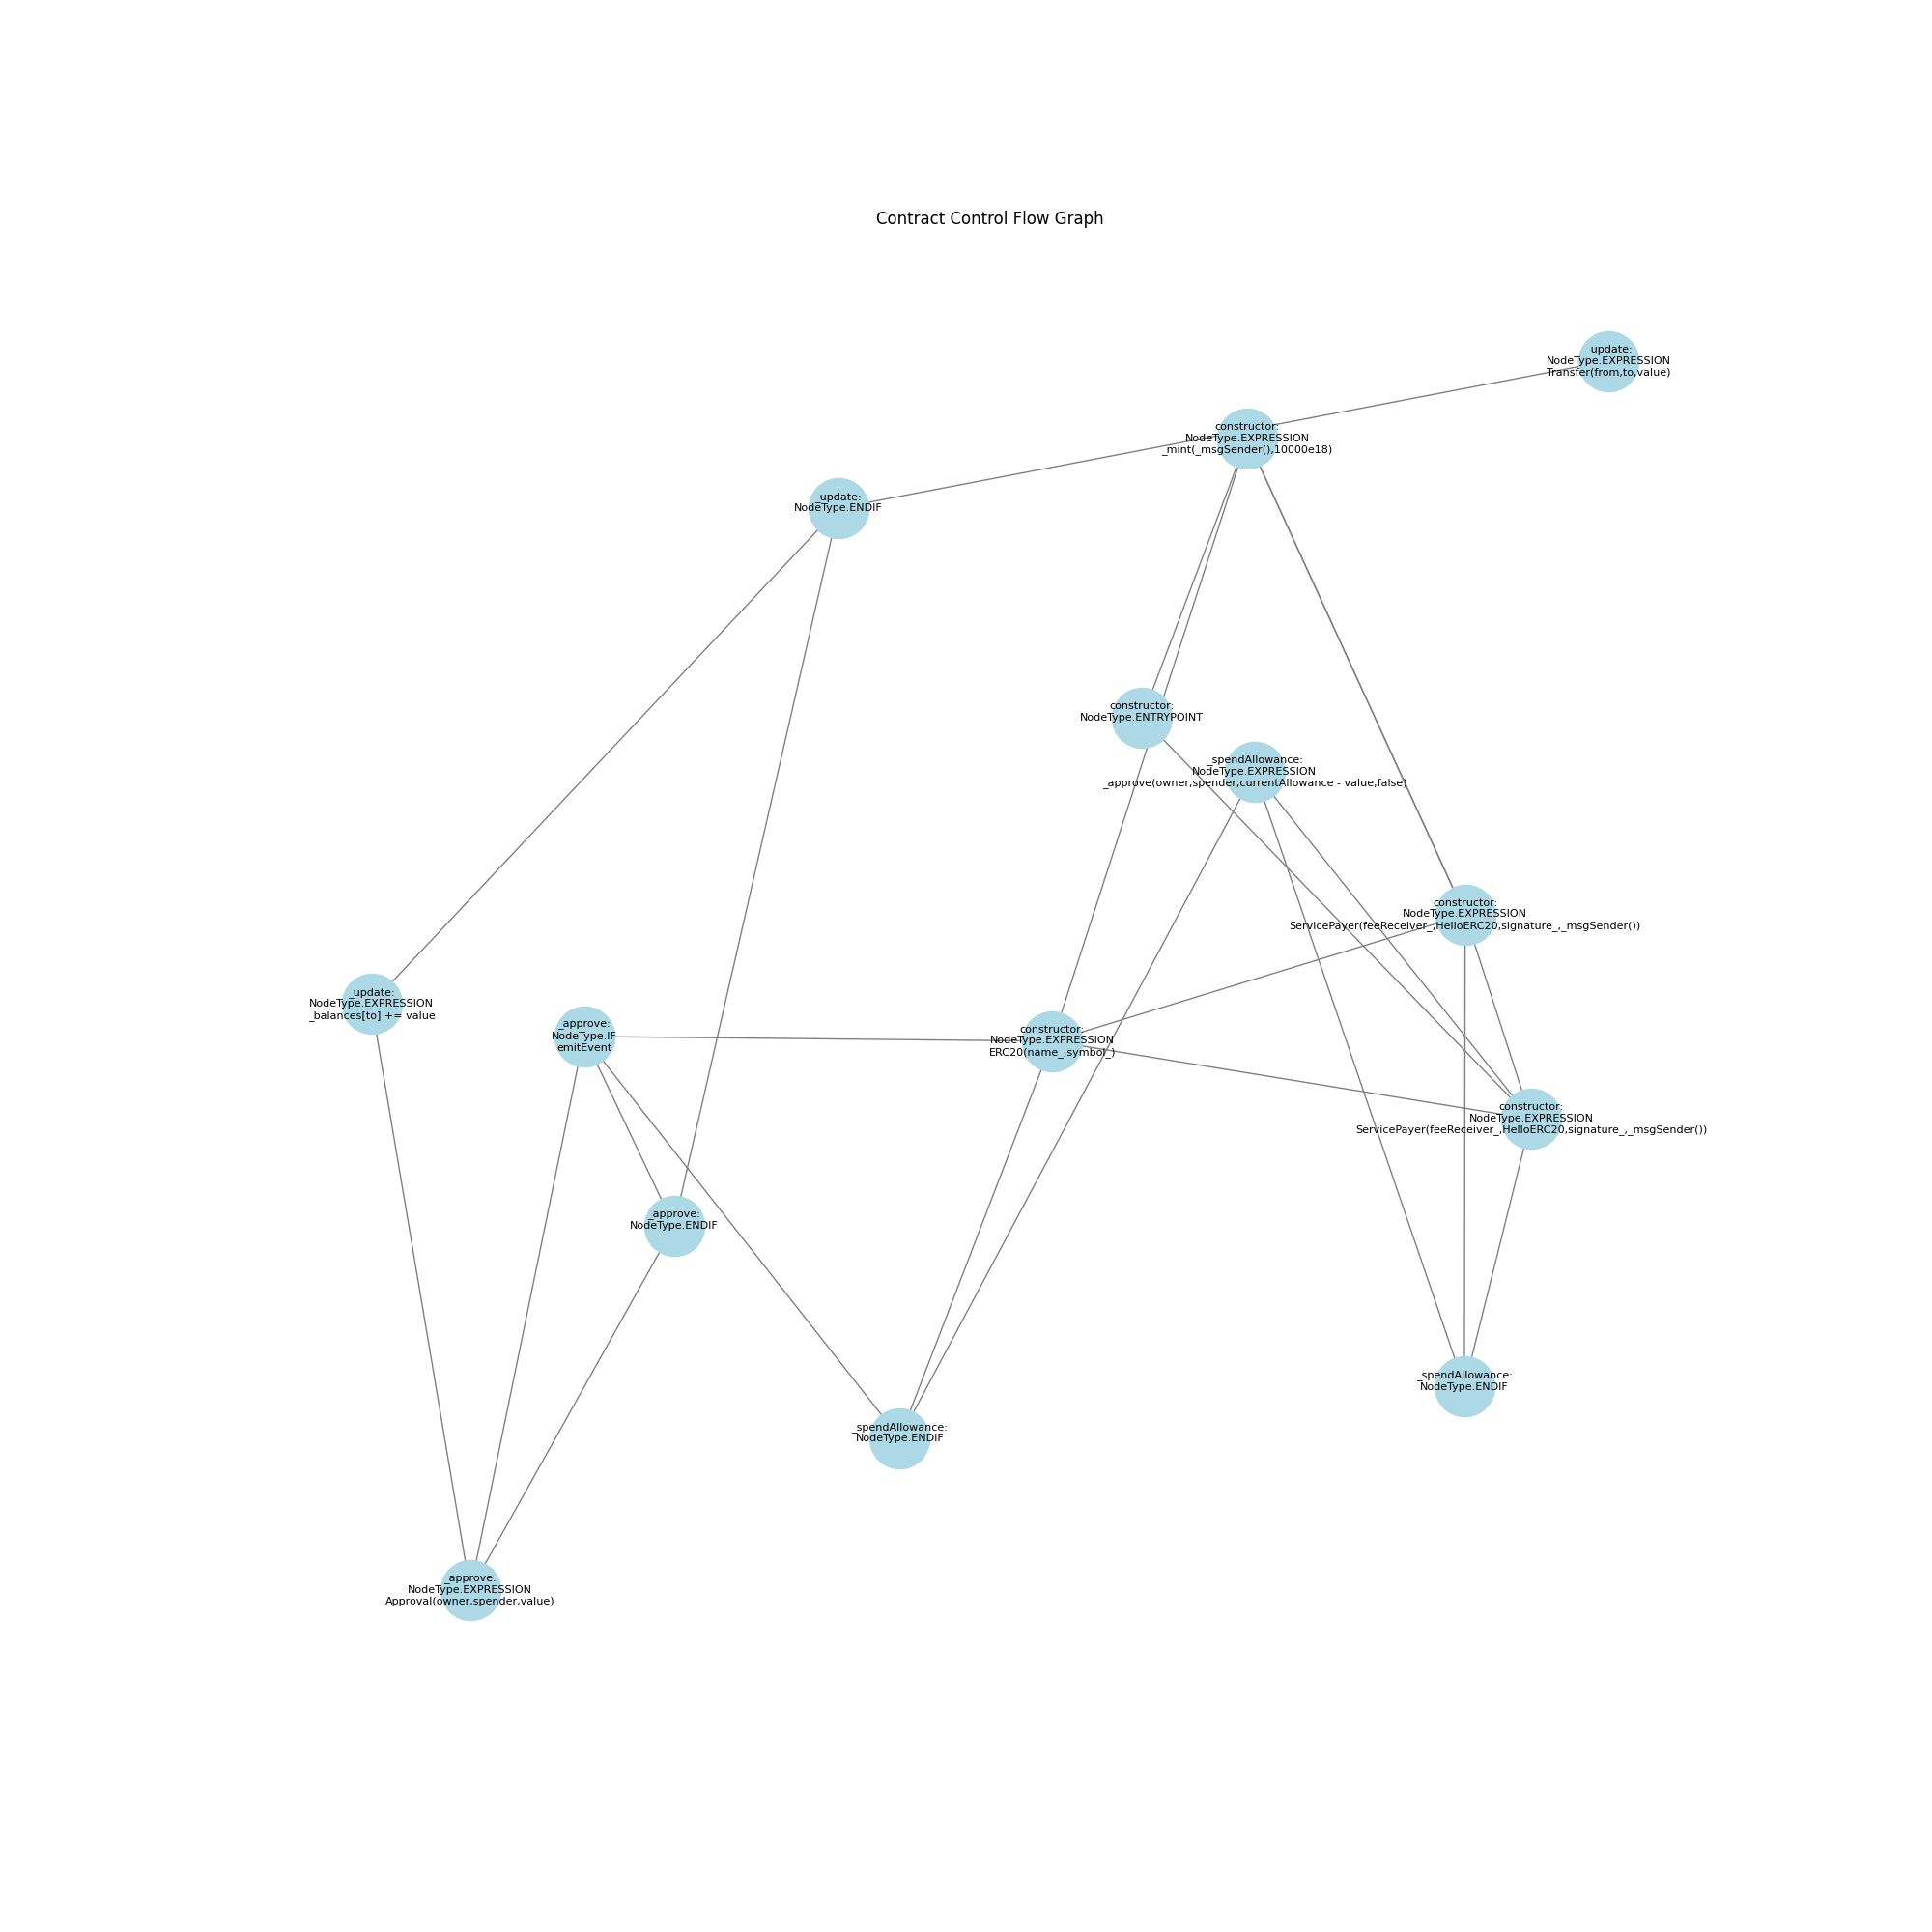 Contract Control Flow Graph
_update:
NodeType.EXPRESSION
Transfer(from,to,value)
constructor:
NodeType.EXPRESSION
_mint(_msgSender(),10000e18)
_update:
NodeType.ENDIF
constructor:
NodeType.ENTRYPOINT
_spendAllowance:
NodeType.EXPRESSION
_approve(owner,spender,currentAllowance - value,false)
constructor:
NodeType.EXPRESSION
ServicePayer(feeReceiver_,HelloERC20,signature_,_msgSender())
_update:
NodeType.EXPRESSION
_balances[to] += value
_approve:
NodeType.IF
emitEvent
constructor:
NodeType.EXPRESSION
ERC20(name_,symbol_)
constructor:
NodeType.EXPRESSION
ServicePayer(feeReceiver_,HelloERC20,signature_,_msgSender())
_approve:
NodeType.ENDIF
_spendAllowance:
NodeType.ENDIF
_spendAllowance:
NodeType.ENDIF
_approve:
NodeType.EXPRESSION
Approval(owner,spender,value)